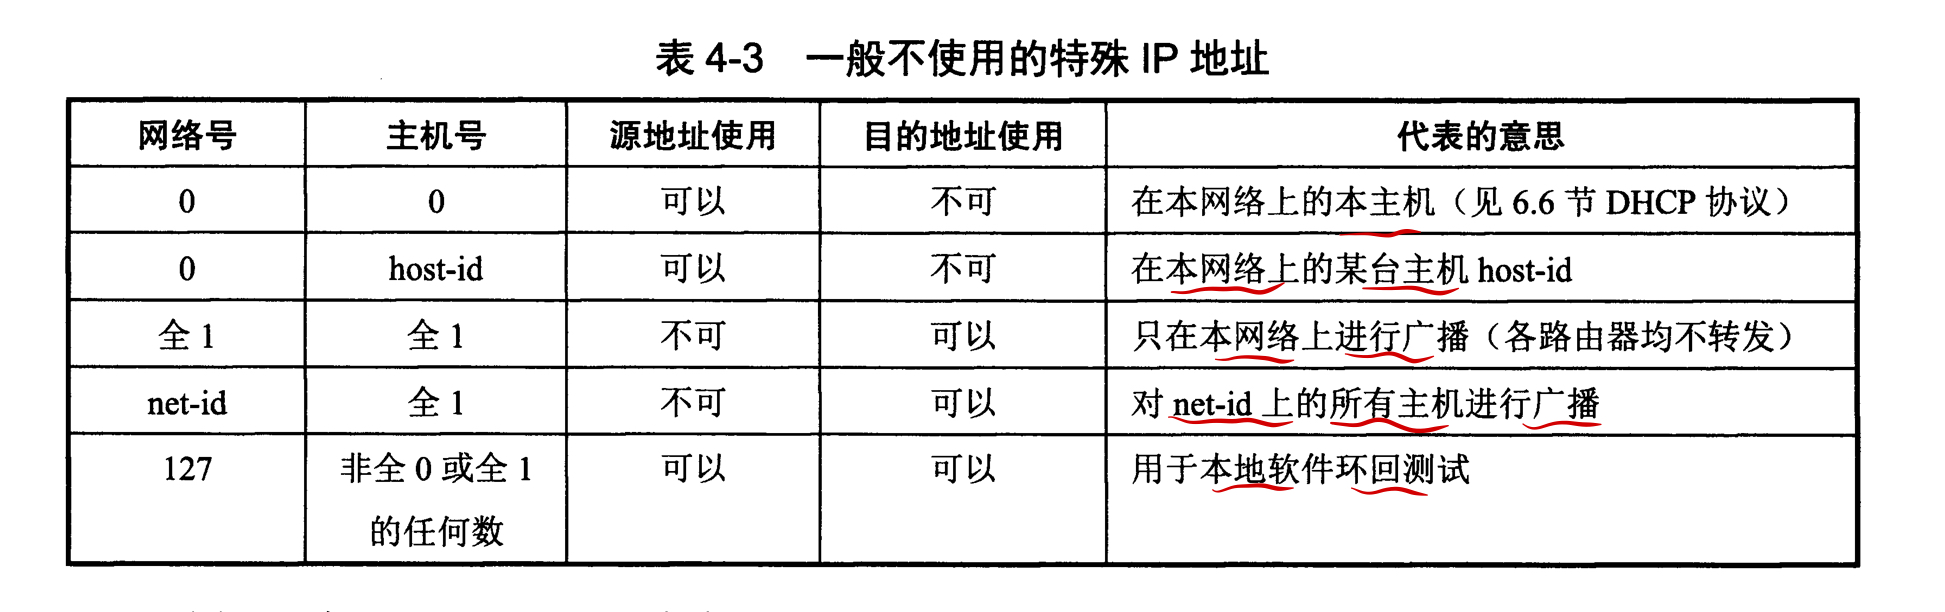 表 4-3 一般不使用的特殊 IP 地址
网络号 主机号 源地址使用 目的地址使用 代表的意思
0 0 可以 不可 在本网络上的本主机（见 6.6 节 DHCP 协议）
0 host-id 可以 不可 在本网络上的某台主机 host-id
全 1 全 1 不可 可以 只在本网络上进行广播（各路由器均不转发）
net-id 全 1 不可 可以 对 net-id 上的所有主机进行广播
127 非全 0 或全 1 可以 可以 用于本地软件环回测试
的任何数